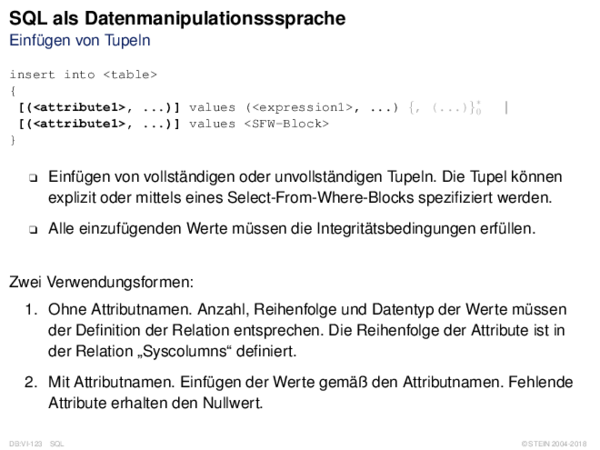 SQL als Datenmanipulationsssprache
Einfügen von Tupeln
insert into <table>
{
[(<attribute1>, ...)] values (<expression1>, ...) {, (...)}*0 |
[(<attribute1>, ...)] values <SFW-Block>
}
❏ Einfügen von vollständigen oder unvollständigen Tupeln. Die Tupel können
explizit oder mittels eines Select-From-Where-Blocks spezifiziert werden.
❏ Alle einzufügenden Werte müssen die Integritätsbedingungen erfüllen.
Zwei Verwendungsformen:
1. Ohne Attributnamen. Anzahl, Reihenfolge und Datentyp der Werte müssen
der Definition der Relation entsprechen. Die Reihenfolge der Attribute ist in
der Relation „Syscolumns“ definiert.
2. Mit Attributnamen. Einfügen der Werte gemäß den Attributnamen. Fehlende
Attribute erhalten den Nullwert.
DB:VI-123 SQL
© STEIN 2004-2018